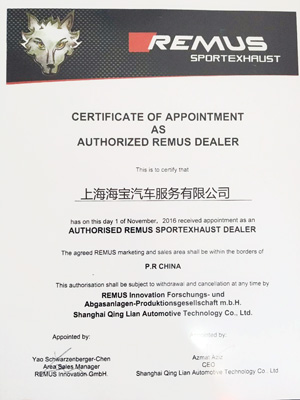 REMUS
SPORTEXHAUST
CERTIFICATE OF APPOINTMENT
AS
AUTHORIZED REMUS DEALER
This is to certify that
上海海宝汽车服务有限公司
has on this day 1 of November, 2016 received appointment as an
AUTHORISED REMUS SPORTEXHAUST DEALER
The agreed REMUS marketing and sales area shall be within the borders of
P.R CHINA
This authorisation shall be subject to withdrawal and cancellation at any time by
REMUS Innovation Forschungs- und
Abgasanlagen-Produktionsgesellschaft m.b.H.
Shanghai Qing Lian Automotive Technology Co., Ltd.
Appointed by:
Appointed by:
Yao Schwarzenberger-Chen
Azmat Aziz
Area Sales Manager
CEO
REMUS Innovation GmbH.
Shanghai Qing Lian Automotive Technology Co., Ltd.